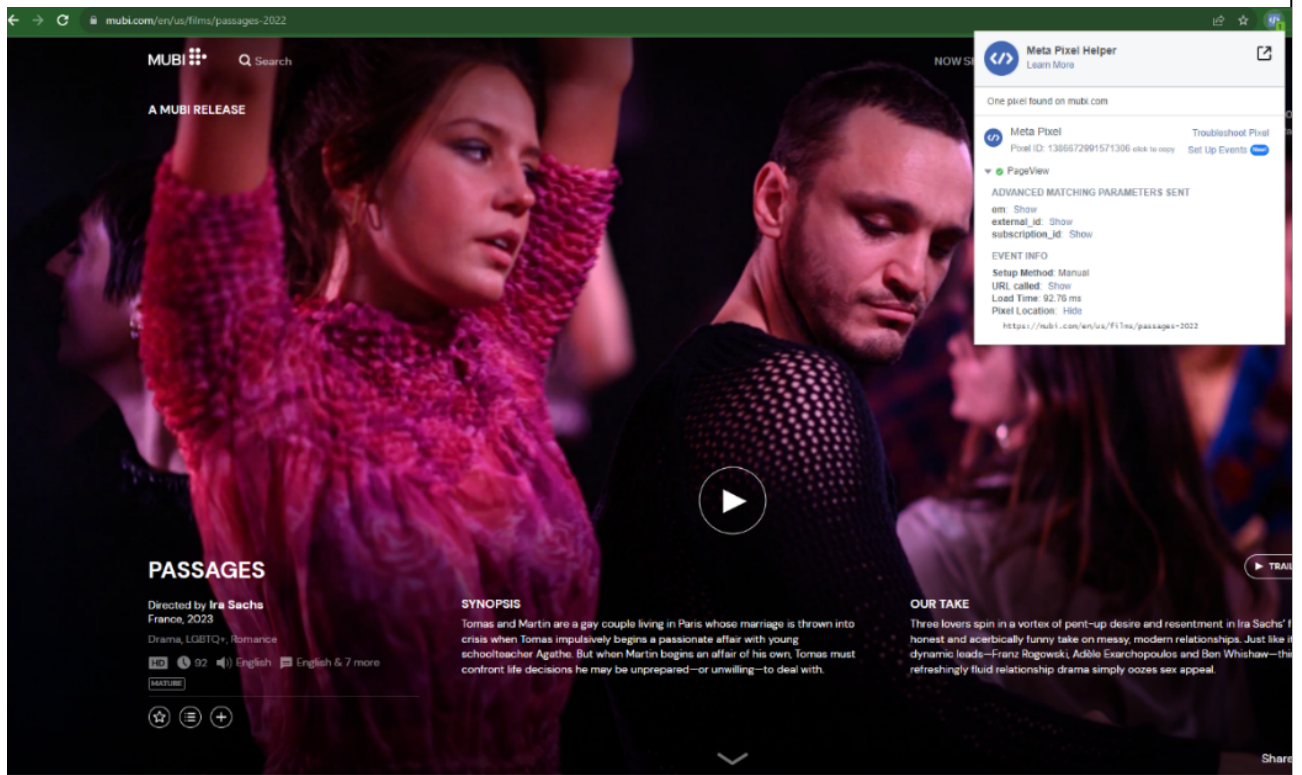 mubi.com/en/us/films/passages-2022
MUBI
Search
NOW S
A MUBI RELEASE
Meta Pixel Helper
Learn More
One pixel found on mubi.com
Meta Pixel
Troubleshoot Pixel
Pixel ID: 1386672991571306 click to copy
Set Up Events New!
PageView
ADVANCED MATCHING PARAMETERS SENT
em: Show
external_id: Show
subscription_id: Show
EVENT INFO
Setup Method: Manual
URL called: Show
Load Time: 92.76 ms
Pixel Location: Hide
https://mubi.com/en/us/films/passages-2022
PASSAGES
Directed by Ira Sachs
France, 2023
Drama, LGBTQ+, Romance
HD 92 English English & 7 more
MATURE
SYNOPSIS
Tomas and Martin are a gay couple living in Paris whose marriage is thrown into
crisis when Tomas impulsively begins a passionate affair with young
schoolteacher Agathe. But when Martin begins an affair of his own, Tomas must
confront life decisions he may be unprepared—or unwilling—to deal with.
TRAIL
OUR TAKE
Three lovers spin in a vortex of pent-up desire and resentment in Ira Sachs'
honest and acerbically funny take on messy, modern relationships. Just like
dynamic leads—Franz Rogowski, Adèle Exarchopoulos and Ben Whishaw—
refreshingly fluid relationship drama simply oozes sex appeal.
Share